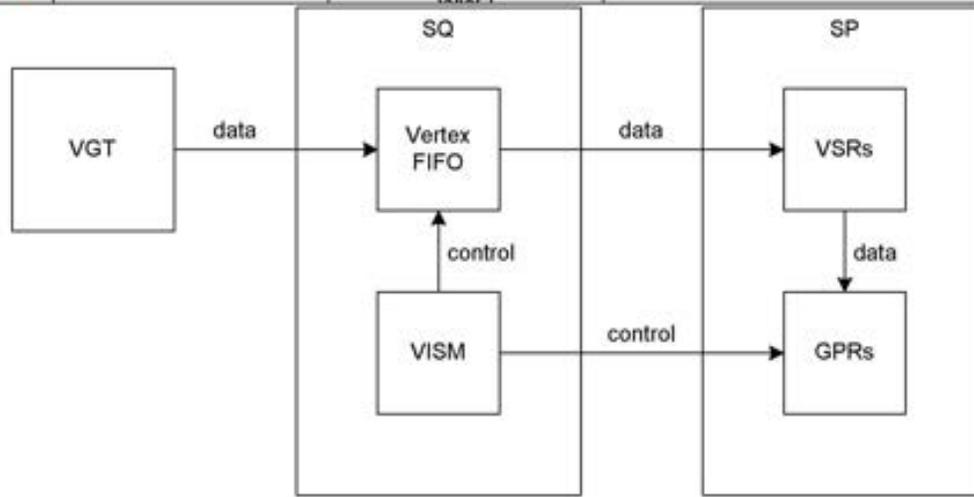 SQ
SP
VGT
data
Vertex
FIFO
data
VSRs
control
data
VISM
control
GPRs